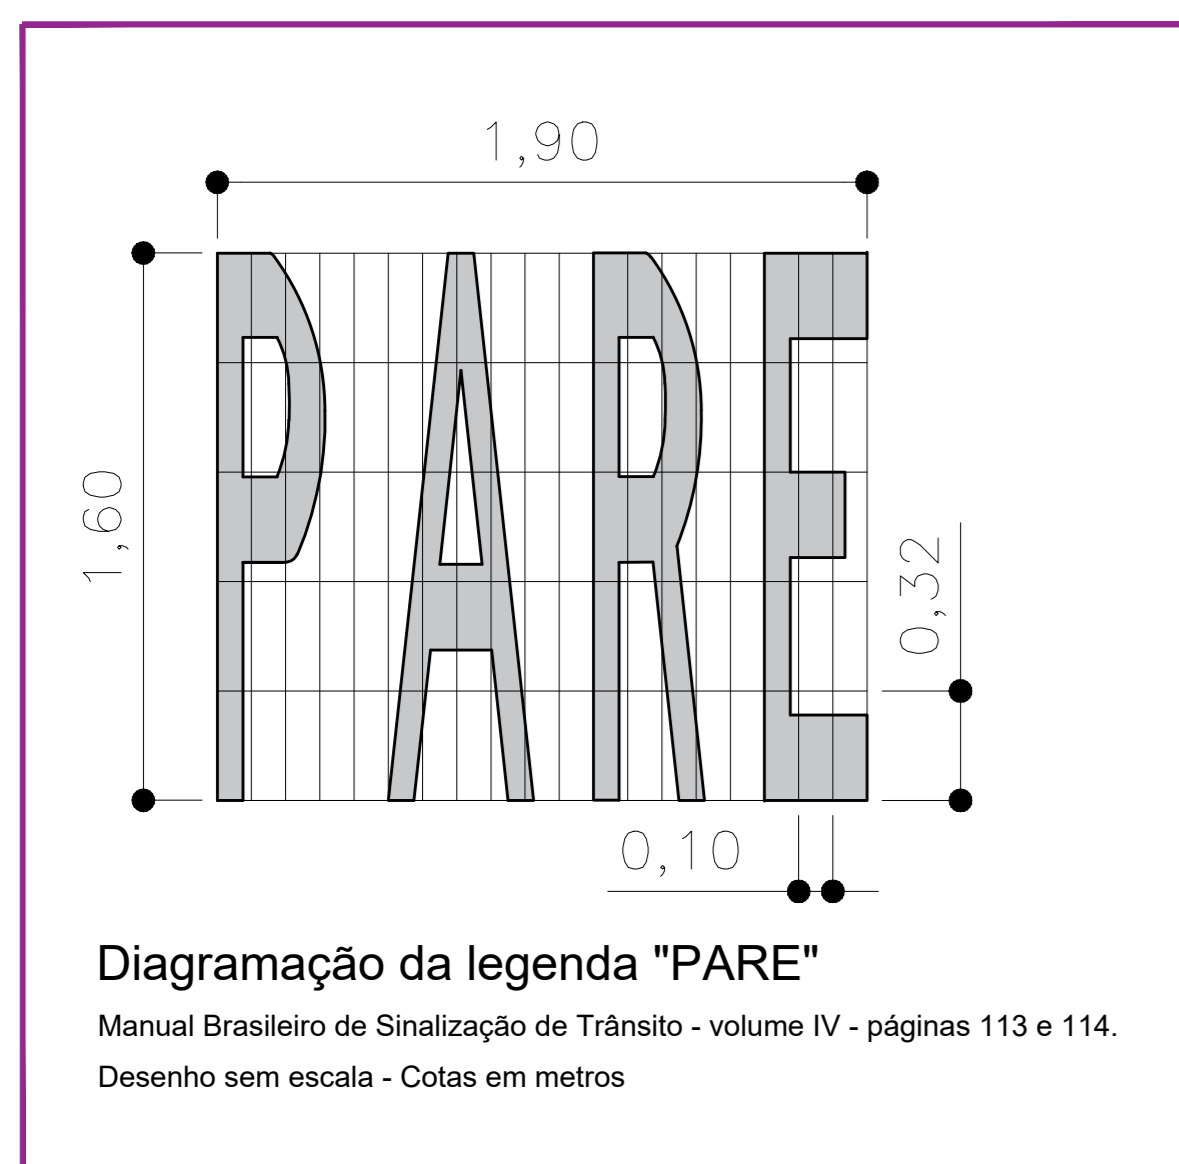 1,90
1,60
PARE
0,32
0,10
Diagramação da legenda "PARE"
Manual Brasileiro de Sinalização de Trânsito - volume IV - páginas 113 e 114.
Desenho sem escala - Cotas em metros